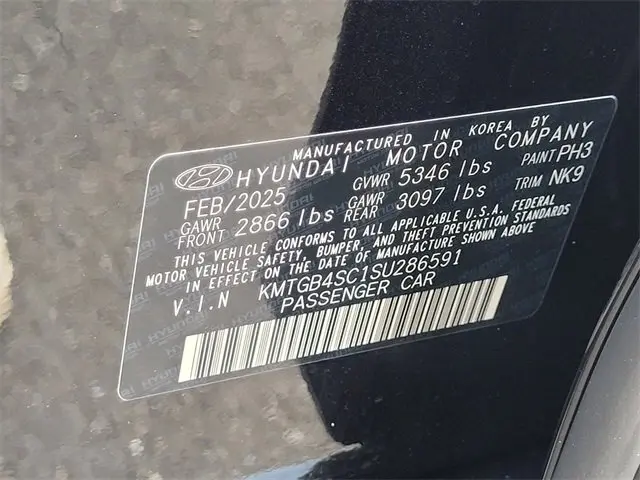 MANUFACTURED IN KOREA BY
HYUNDAI MOTOR COMPANY
FEB/2025 GVWR 5346 lbs PAINT PH3
GAWR FRONT 2866 lbs GAWR REAR 3097 lbs TRIM NK9
THIS VEHICLE CONFORMS TO ALL APPLICABLE U.S.A. FEDERAL
MOTOR VEHICLE SAFETY, BUMPER, AND THEFT PREVENTION STANDARDS
IN EFFECT ON THE DATE OF MANUFACTURE SHOWN ABOVE.
V.I.N KMTGB4SC1SU286591
PASSENGER CAR